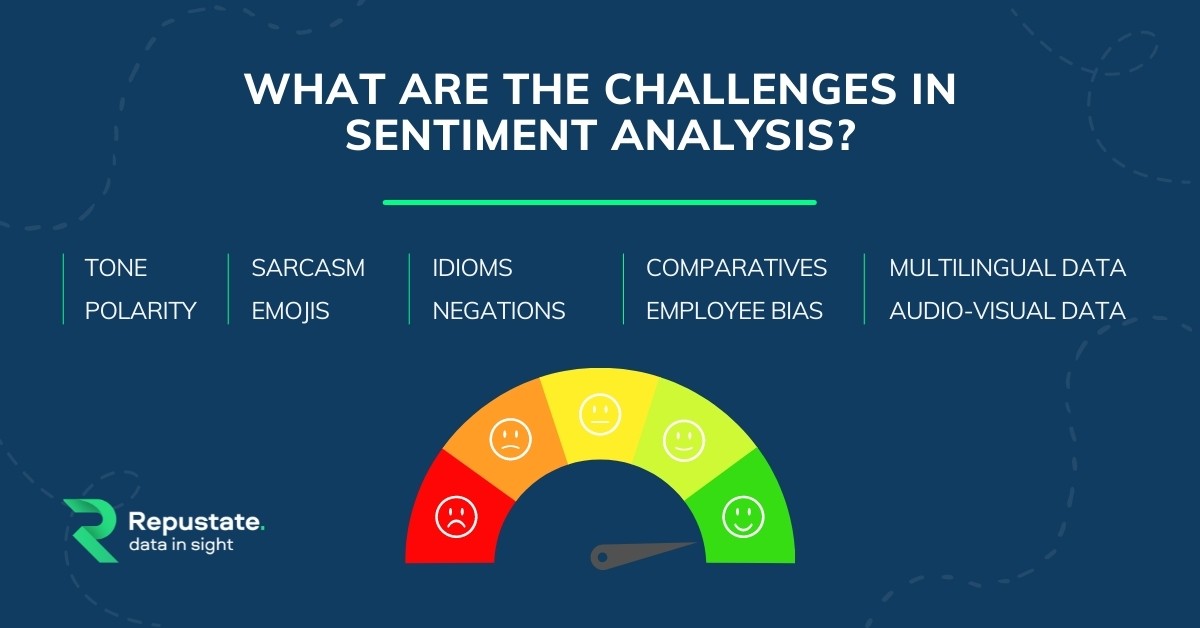 WHAT ARE THE CHALLENGES IN
SENTIMENT ANALYSIS?
TONE
POLARITY
SARCASM
EMOJIS
IDIOMS
NEGATIONS
COMPARATIVES
EMPLOYEE BIAS
MULTILINGUAL DATA
AUDIO-VISUAL DATA
Repustate.
data in sight